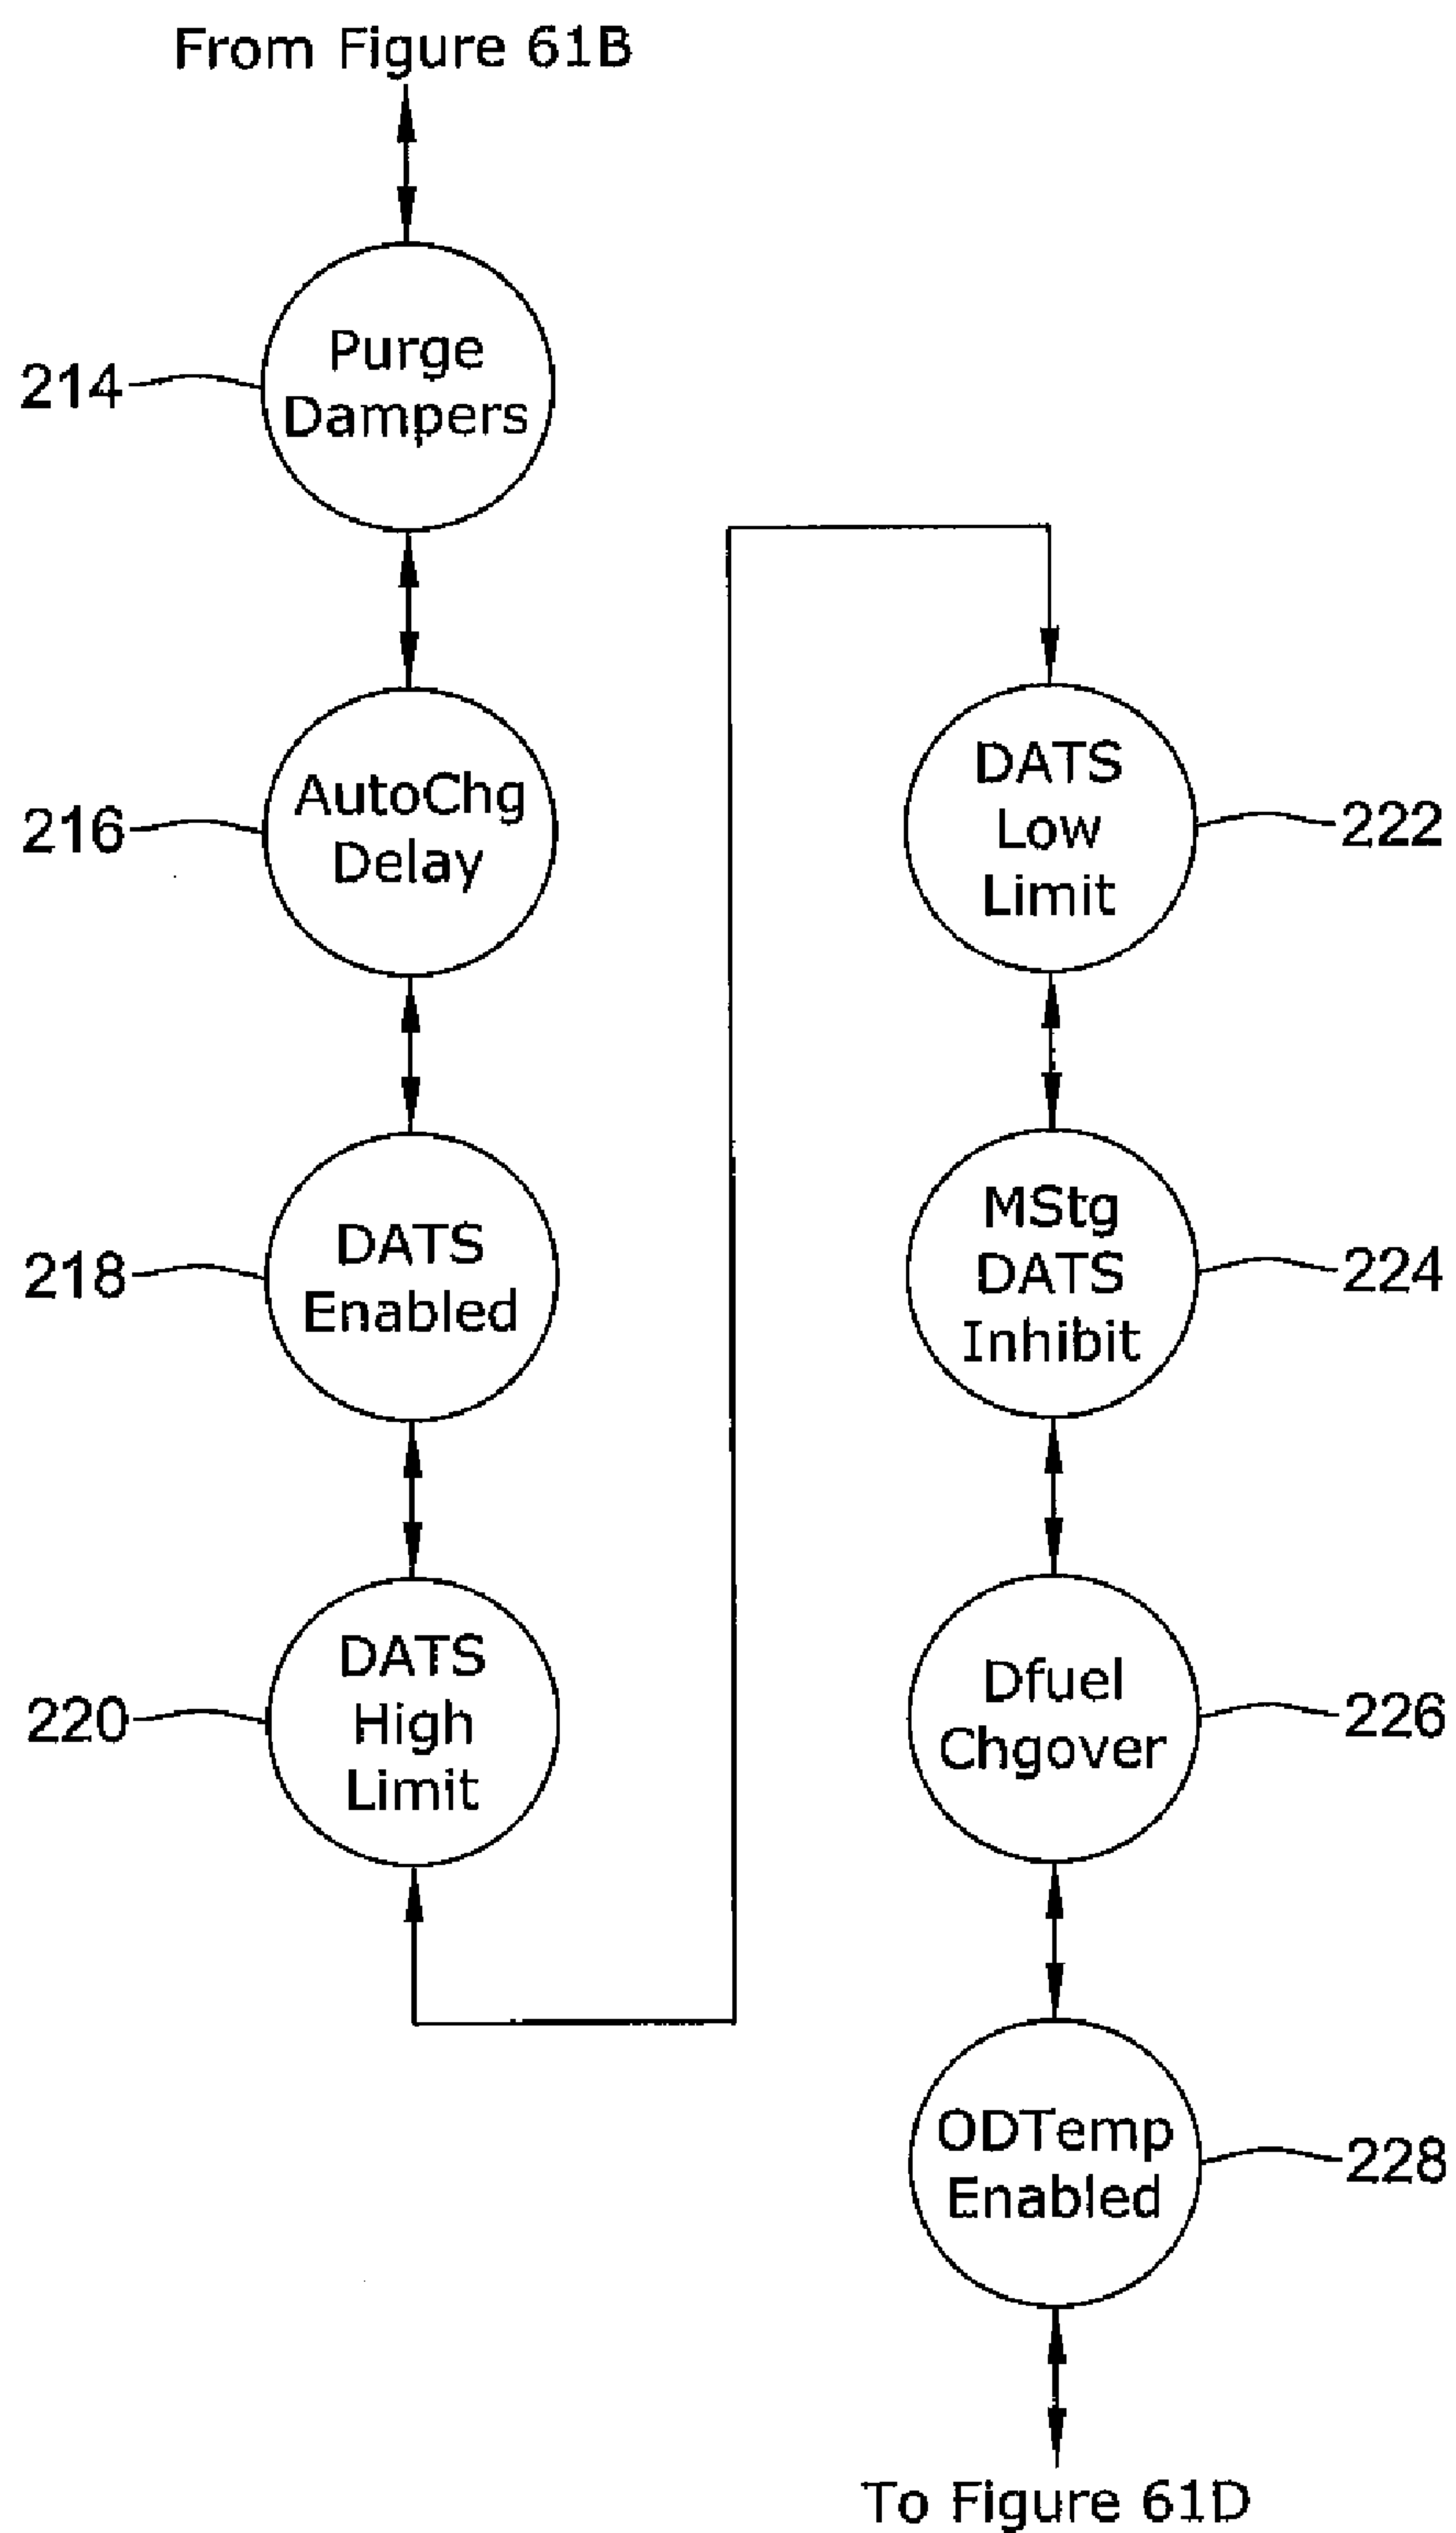 From Figure 61B
214
Purge
Dampers
216
AutoChg
Delay
218
DATS
Enabled
220
DATS
High
Limit
DATS
Low
Limit
222
MStg
DATS
Inhibit
224
Dfuel
Chgover
226
ODTemp
Enabled
228
To Figure 61D